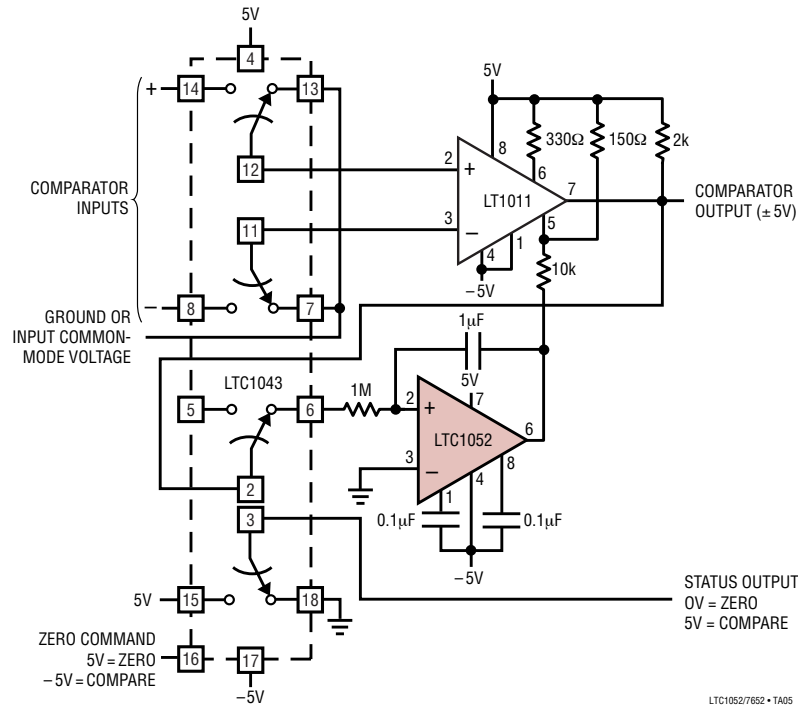 5V
4
+
14
13
12
COMPARATOR
INPUTS
11
–
8
7
GROUND OR
INPUT COMMON-
MODE VOLTAGE
LTC1043
5
6
2
3
5V
15
18
ZERO COMMAND
5V = ZERO
–5V = COMPARE
16
17
–5V
5V
8
330Ω
150Ω
2k
2
+
6
LT1011
7
COMPARATOR
OUTPUT (±5V)
3
–
5
4
1
–5V
10k
1µF
5V
1M
2
+
7
LTC1052
6
3
–
8
1
4
0.1µF
0.1µF
–5V
STATUS OUTPUT
0V = ZERO
5V = COMPARE
LTC1052/7652 • TA05